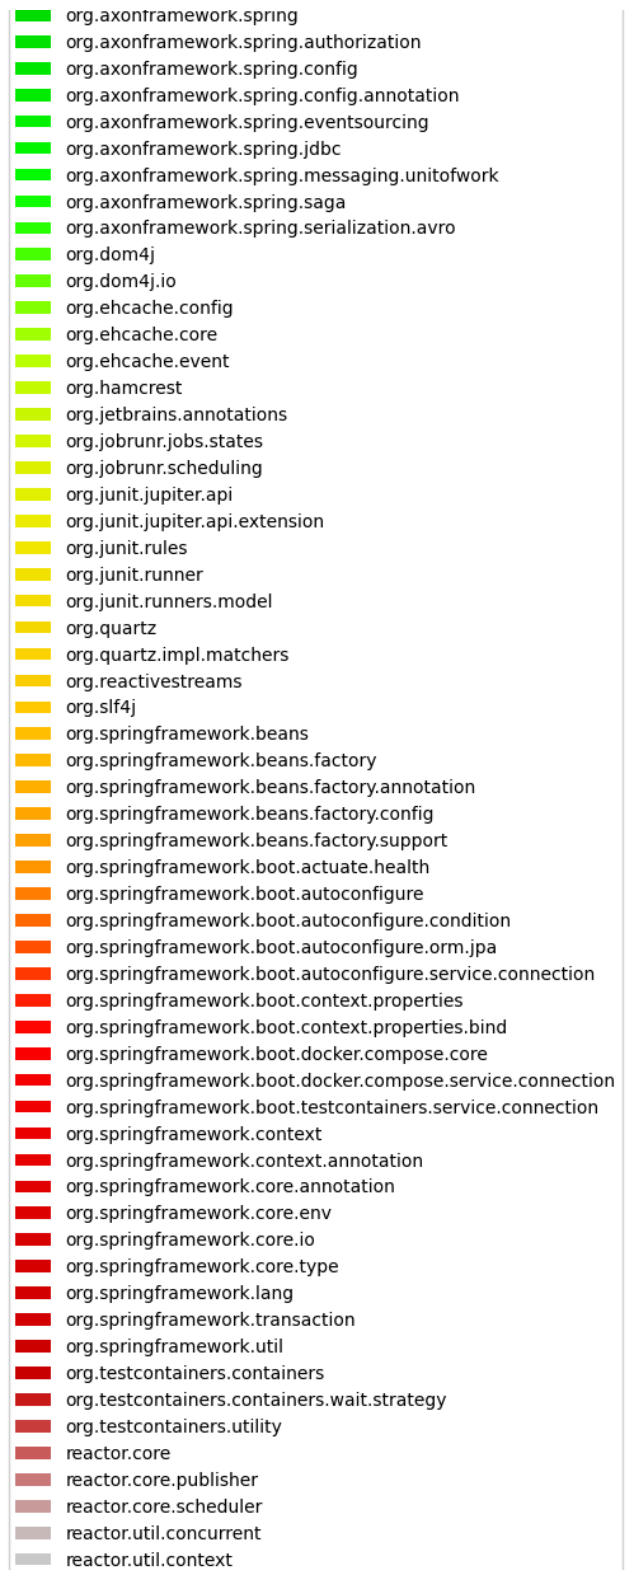 org.axonframework.spring
org.axonframework.spring.authorization
org.axonframework.spring.config
org.axonframework.spring.config.annotation
org.axonframework.spring.eventsourcing
org.axonframework.spring.jdbc
org.axonframework.spring.messaging.unitofwork
org.axonframework.spring.saga
org.axonframework.spring.serialization.avro
org.dom4j
org.dom4j.io
org.ehcache.config
org.ehcache.core
org.ehcache.event
org.hamcrest
org.jetbrains.annotations
org.jobrunr.jobs.states
org.jobrunr.scheduling
org.junit.jupiter.api
org.junit.jupiter.api.extension
org.junit.rules
org.junit.runner
org.junit.runners.model
org.quartz
org.quartz.impl.matchers
org.reactivestreams
org.slf4j
org.springframework.beans
org.springframework.beans.factory
org.springframework.beans.factory.annotation
org.springframework.beans.factory.config
org.springframework.beans.factory.support
org.springframework.boot.actuate.health
org.springframework.boot.autoconfigure
org.springframework.boot.autoconfigure.condition
org.springframework.boot.autoconfigure.orm.jpa
org.springframework.boot.autoconfigure.service.connection
org.springframework.boot.context.properties
org.springframework.boot.context.properties.bind
org.springframework.boot.docker.compose.core
org.springframework.boot.docker.compose.service.connection
org.springframework.boot.testcontainers.service.connection
org.springframework.context
org.springframework.context.annotation
org.springframework.core.annotation
org.springframework.core.env
org.springframework.core.io
org.springframework.core.type
org.springframework.lang
org.springframework.transaction
org.springframework.util
org.testcontainers.containers
org.testcontainers.containers.wait.strategy
org.testcontainers.utility
reactor.core
reactor.core.publisher
reactor.core.scheduler
reactor.util.concurrent
reactor.util.context